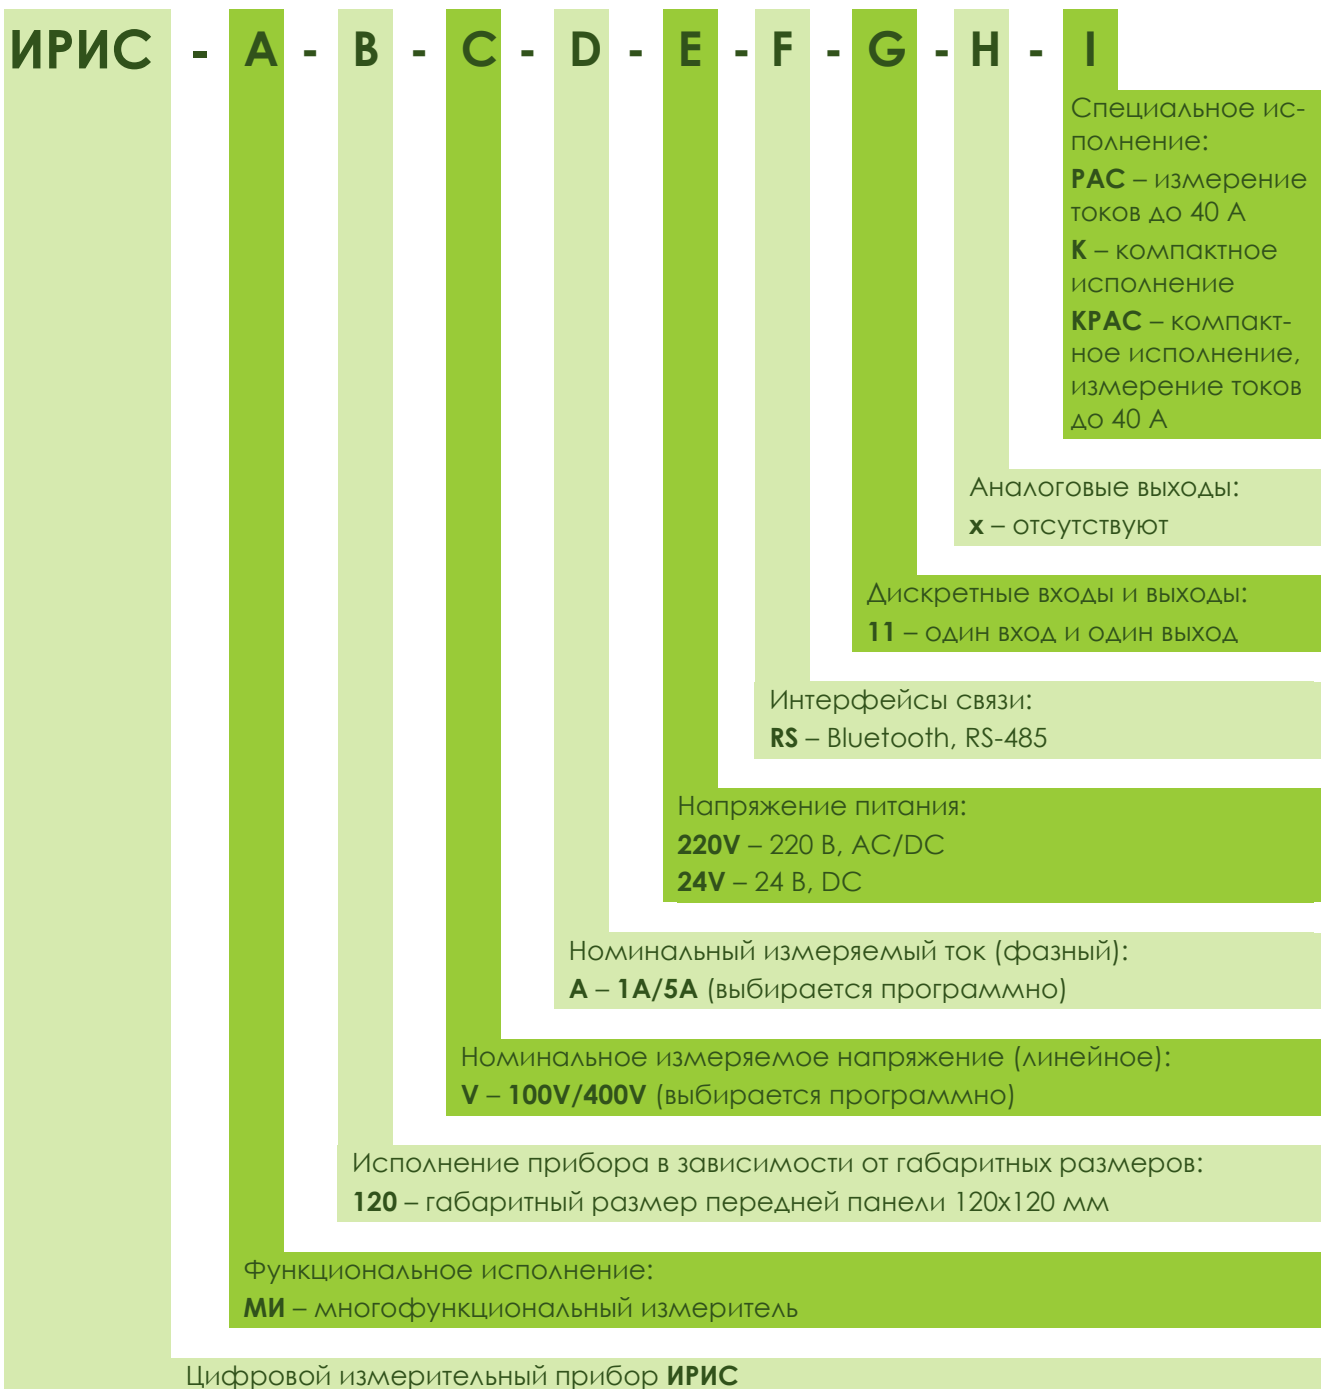 ИРИС - A - B - C - D - E - F - G - H - I
Специальное ис-
полнение:
РАС – измерение
токов до 40 А
К – компактное
исполнение
КРАС – компакт-
ное исполнение,
измерение токов
до 40 А
Аналоговые выходы:
x – отсутствуют
Дискретные входы и выходы:
11 – один вход и один выход
Интерфейсы связи:
RS – Bluetooth, RS-485
Напряжение питания:
220V – 220 В, AC/DC
24V – 24 В, DC
Номинальный измеряемый ток (фазный):
А – 1А/5А (выбирается программно)
Номинальное измеряемое напряжение (линейное):
V – 100V/400V (выбирается программно)
Исполнение прибора в зависимости от габаритных размеров:
120 – габаритный размер передней панели 120х120 мм
Функциональное исполнение:
МИ – многофункциональный измеритель
Цифровой измерительный прибор ИРИС